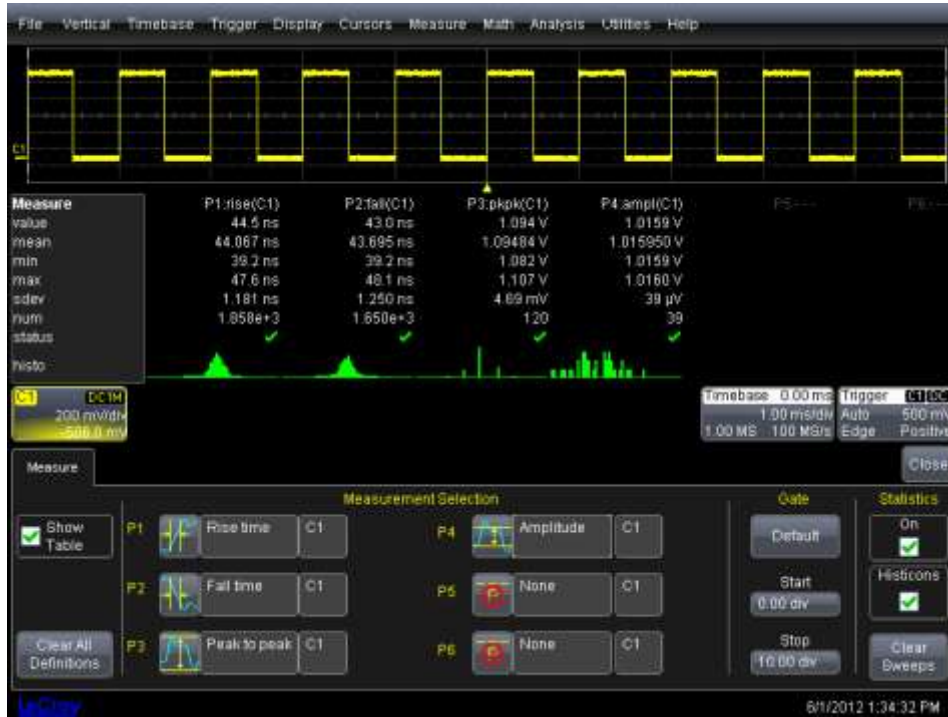 File Vertical Timebase Trigger Display Cursors Measure Math Analysis Utilities Help
C1
Measure P1:rise(C1) P2:fall(C1) P3:pkpk(C1) P4:ampl(C1) P5:--- P6:---
value 44.5 ns 43.0 ns 1.094 V 1.0159 V
mean 44.067 ns 43.695 ns 1.09484 V 1.015950 V
min 39.2 ns 39.2 ns 1.082 V 1.0159 V
max 47.6 ns 48.1 ns 1.107 V 1.0160 V
sdev 1.181 ns 1.250 ns 4.69 mV 39 µV
num 1.858e+3 1.650e+3 120 39
status
histo
C1 DC1M
200 mV/div
-506.0 mV
Timebase 0.00 ms
1.00 ms/div
1.00 MS 100 MS/s
Trigger C1 DC
Auto 500 mV
Edge Positive
Measure
Close
Measurement Selection
Gate
Statistics
Show Table
P1 Rise time C1
P4 Amplitude C1
Default
On
P2 Fall time C1
P5 None C1
Start
0.00 div
Histicons
Clear All Definitions
P3 Peak to peak C1
P6 None C1
Stop
10.00 div
Clear Sweeps
LeCroy
6/1/2012 1:34:32 PM